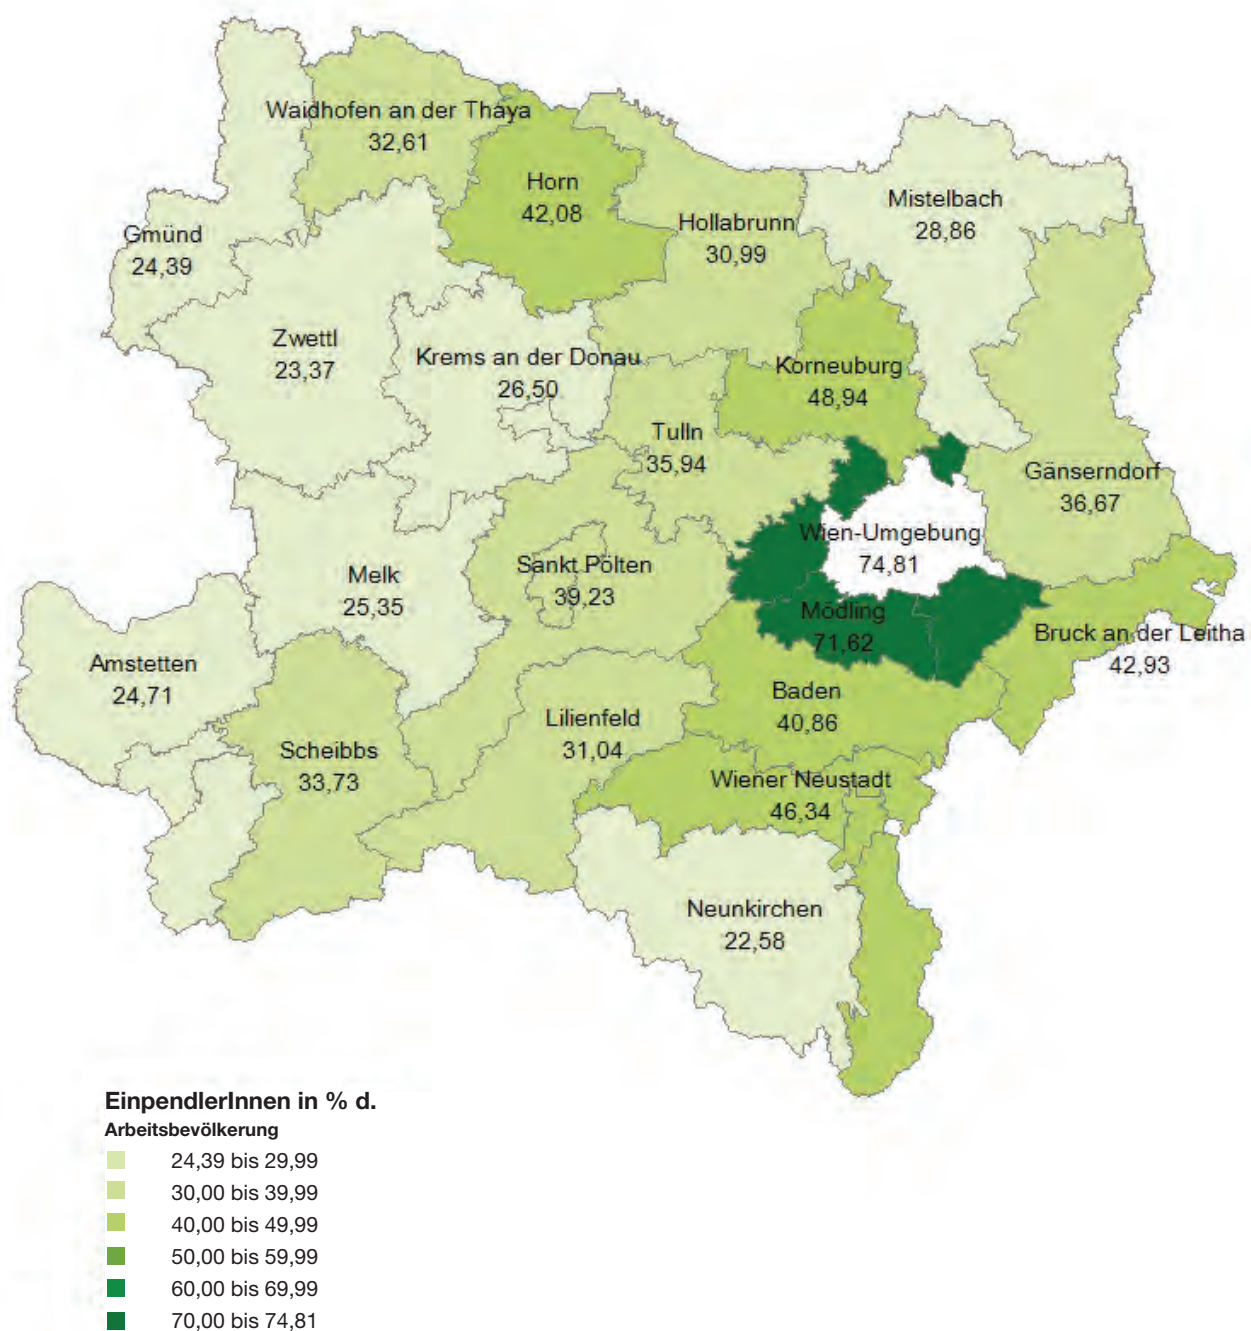 Waidhofen an der Thaya
32,61
Horn
42,08
Mistelbach
28,86
Hollabrunn
30,99
Gmünd
24,39
Zwettl
23,37
Krems an der Donau
26,50
Korneuburg
48,94
Tulln
35,94
Gänserndorf
36,67
Wien-Umgebung
74,81
Sankt Pölten
39,23
Melk
25,35
Mödling
71,62
Bruck an der Leitha
42,93
Amstetten
24,71
Baden
40,86
Lilienfeld
31,04
Scheibbs
33,73
Wiener Neustadt
46,34
Neunkirchen
22,58
EinpendlerInnen in % d.
Arbeitsbevölkerung
24,39 bis 29,99
30,00 bis 39,99
40,00 bis 49,99
50,00 bis 59,99
60,00 bis 69,99
70,00 bis 74,81